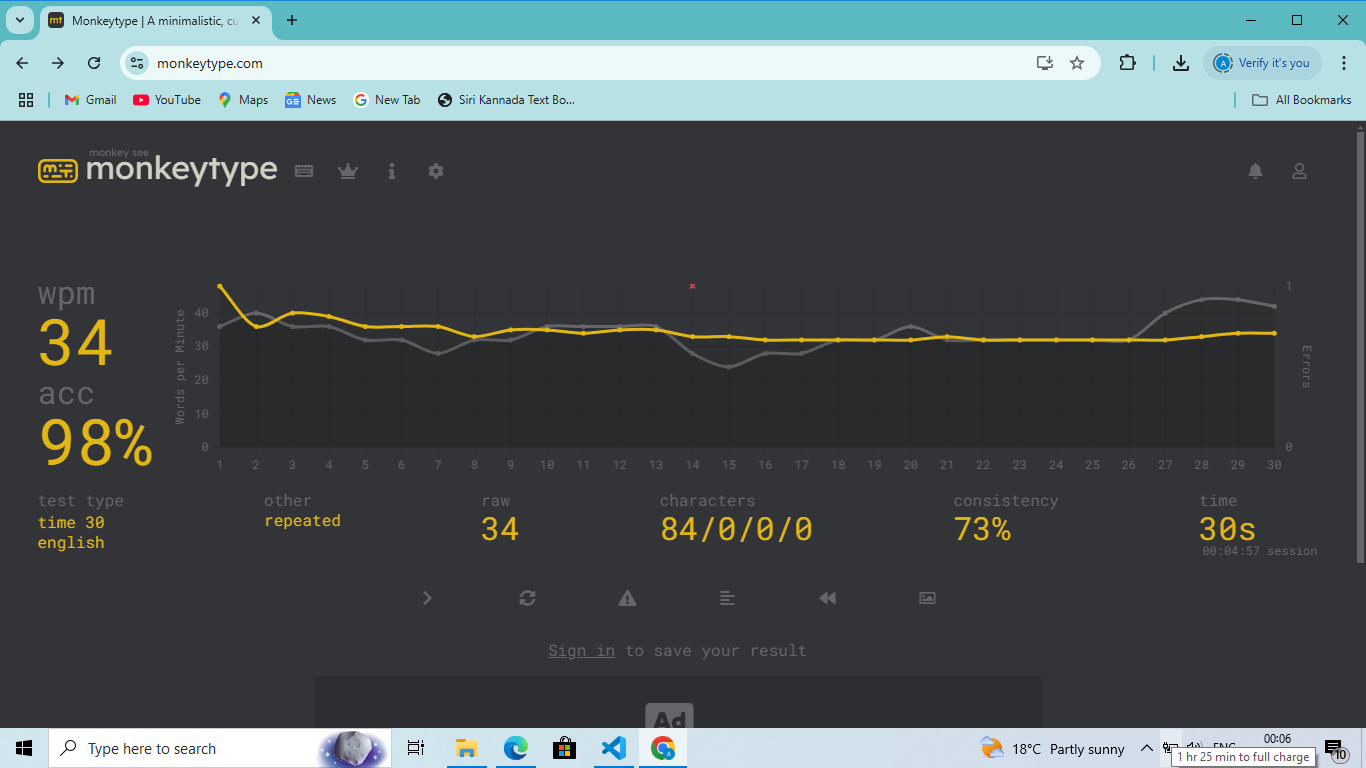 mt Monkeytype | A minimalistic, cu
monkeytype.com
Verify it's you
Gmail YouTube Maps News New Tab Siri Kannada Text Bo... All Bookmarks
monkey see
monkeytype
wpm
34
acc
98%
Words per Minute
40
30
20
10
0
1
Errors
0
1 2 3 4 5 6 7 8 9 10 11 12 13 14 15 16 17 18 19 20 21 22 23 24 25 26 27 28 29 30
test type
time 30
english
other
repeated
raw
34
characters
84/0/0/0
consistency
73%
time
30s
00:04:57 session
Sign in to save your result
Ad
Type here to search
18°C Partly sunny
ENG
00:06
1 hr 25 min to full charge
10